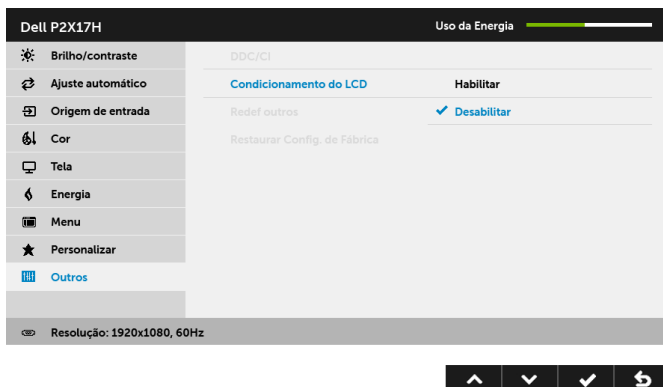 Dell P2X17H
Uso da Energia
Brilho/contraste
DDC/CI
Ajuste automático
Condicionamento do LCD
Habilitar
Origem de entrada
Redef outros
Desabilitar
Cor
Restaurar Config. de Fábrica
Tela
Energia
Menu
Personalizar
Outros
Resolução: 1920x1080, 60Hz